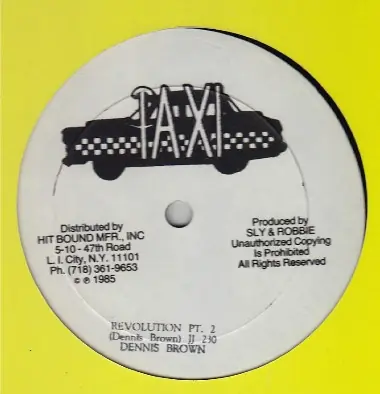 TAXI
Distributed by
HIT BOUND MFR., INC
5-10 - 47th Road
L. I. City, N.Y. 11101
Ph. (718) 361-9653
© ℗ 1985
Produced by
SLY & ROBBIE
Unauthorized Copying
Is Prohibited
All Rights Reserved
REVOLUTION PT. 2
(Dennis Brown) JJ 230
DENNIS BROWN